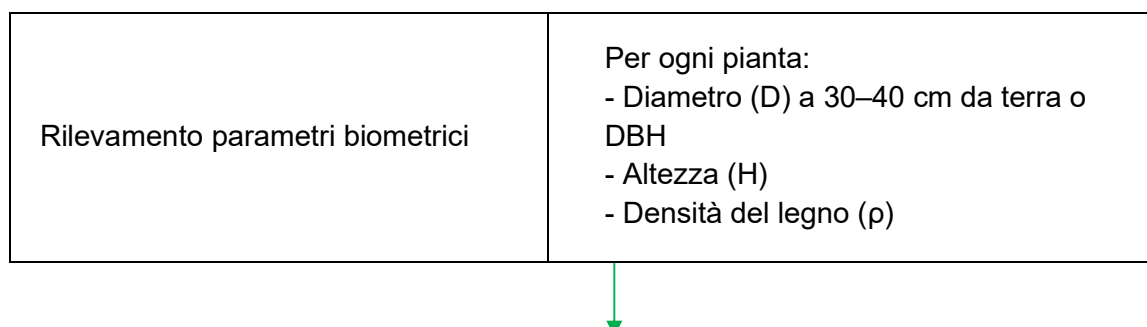 Rilevamento parametri biometrici
Per ogni pianta:
- Diametro (D) a 30–40 cm da terra o
DBH
- Altezza (H)
- Densità del legno (ρ)